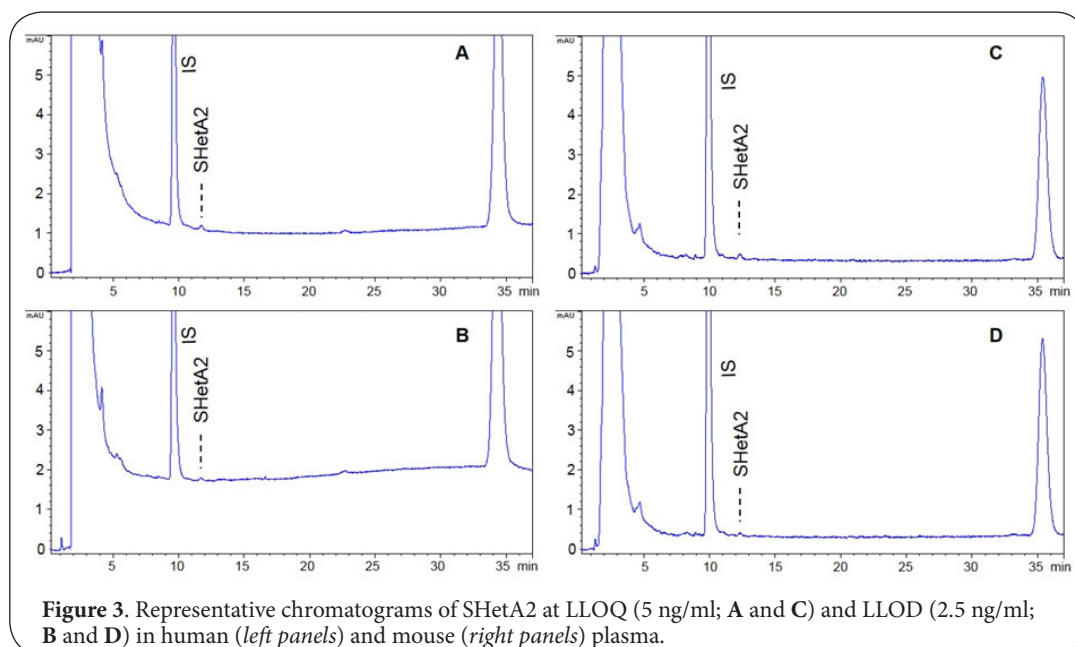 mAU
A
IS
SHetA2
5
4
3
2
1
0
5 10 15 20 25 30 35 min
mAU
C
IS
SHetA2
5
4
3
2
1
0
5 10 15 20 25 30 35 min
mAU
B
IS
SHetA2
5
4
3
2
1
0
5 10 15 20 25 30 35 min
mAU
D
IS
SHetA2
5
4
3
2
1
0
5 10 15 20 25 30 35 min
Figure 3. Representative chromatograms of SHetA2 at LLOQ (5 ng/ml; A and C) and LLOD (2.5 ng/ml;
B and D) in human (left panels) and mouse (right panels) plasma.